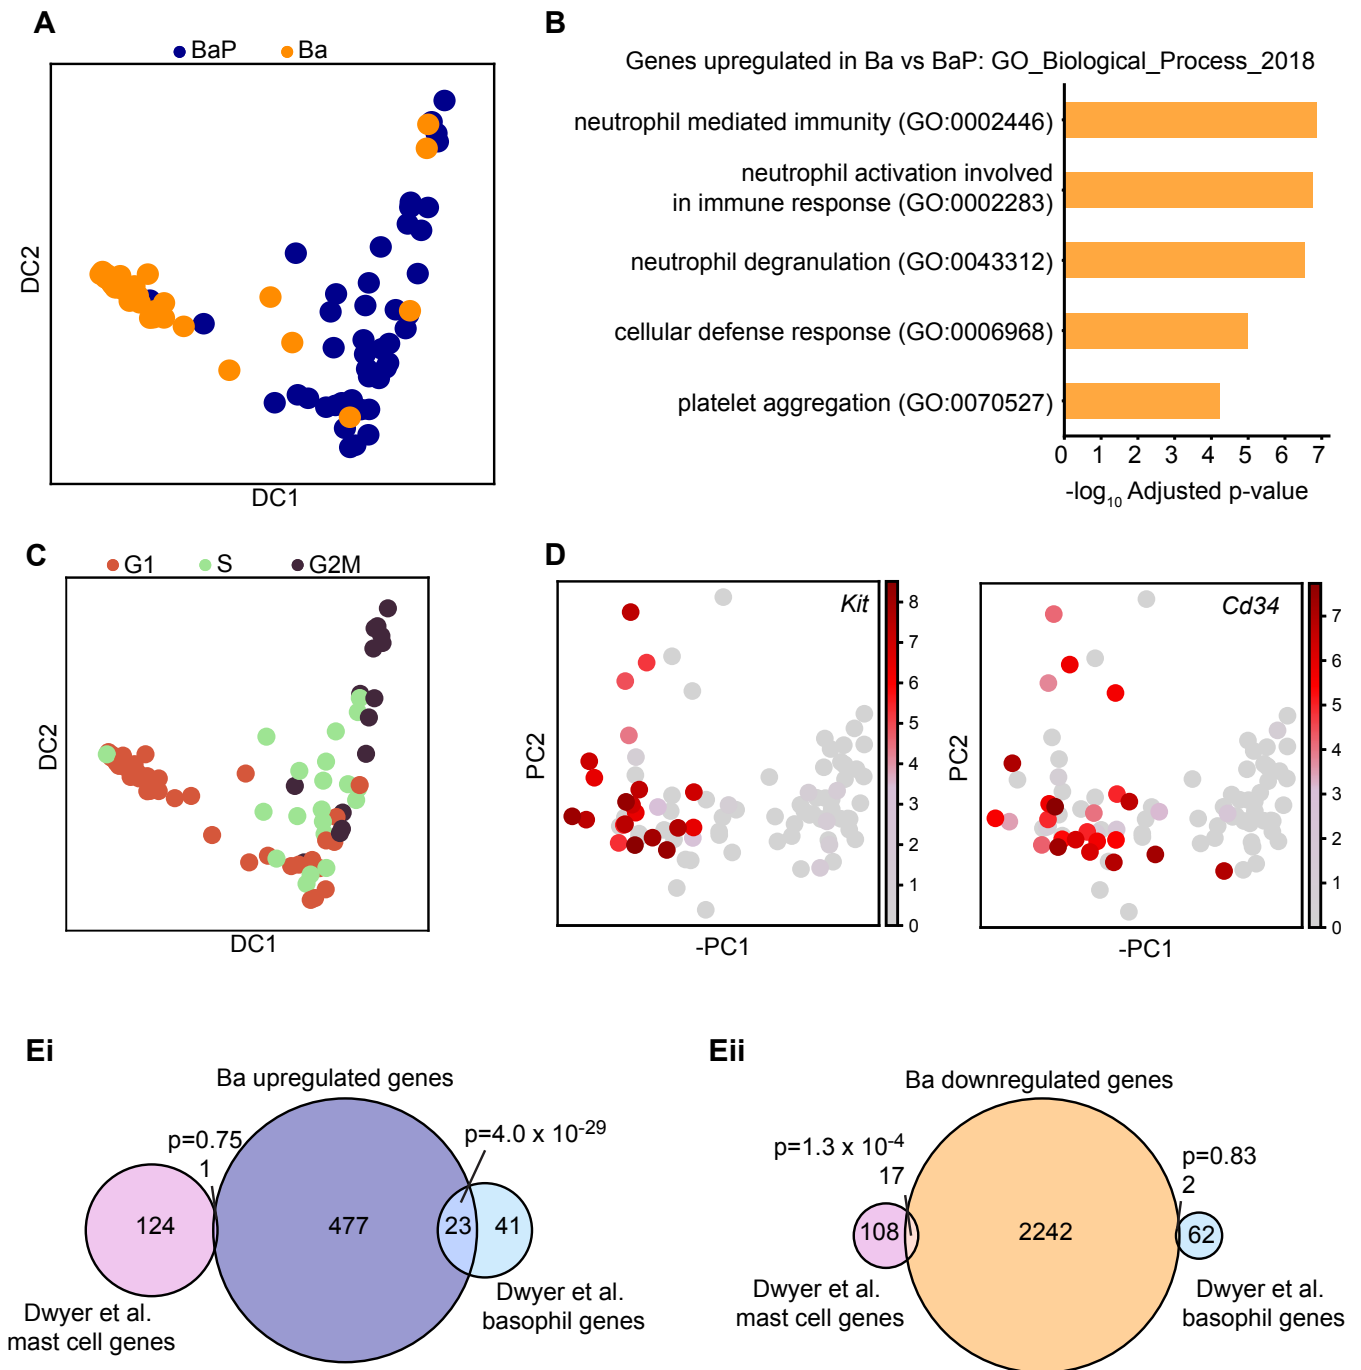 A
BaP
Ba
DC2
DC1
B
Genes upregulated in Ba vs BaP: GO_Biological_Process_2018
neutrophil mediated immunity (GO:0002446)
neutrophil activation involved
in immune response (GO:0002283)
neutrophil degranulation (GO:0043312)
cellular defense response (GO:0006968)
platelet aggregation (GO:0070527)
0 1 2 3 4 5 6 7
-log10 Adjusted p-value
C
G1
S
G2M
DC2
DC1
D
Kit
8
7
6
5
4
3
2
1
0
PC2
-PC1
Cd34
7
6
5
4
3
2
1
0
PC2
-PC1
Ei
Ba upregulated genes
p=0.75
1
p=4.0 x 10-29
124
477
23
41
Dwyer et al.
mast cell genes
Dwyer et al.
basophil genes
Eii
Ba downregulated genes
p=1.3 x 10-4
17
p=0.83
2
108
2242
62
Dwyer et al.
mast cell genes
Dwyer et al.
basophil genes